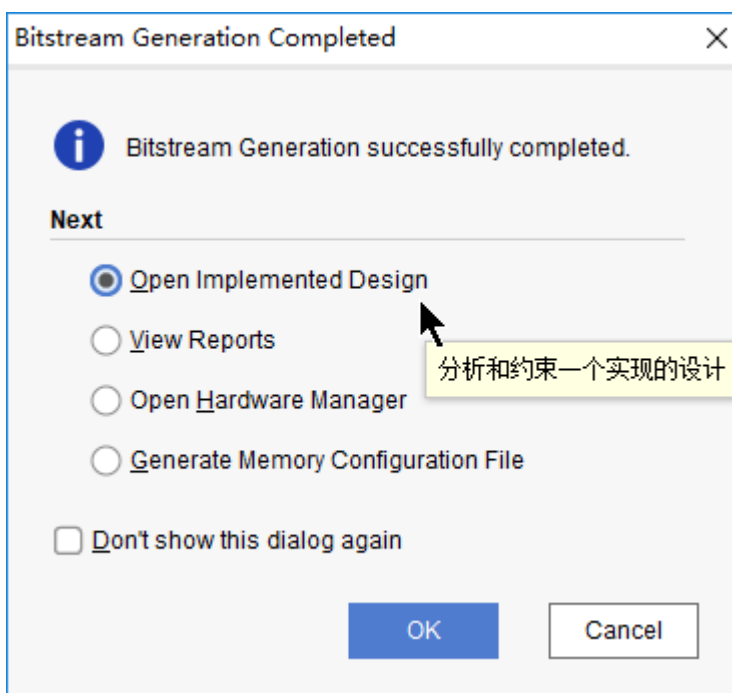 Bitstream Generation Completed
Bitstream Generation successfully completed.
Next
Open Implemented Design
View Reports
分析和约束一个实现的设计
Open Hardware Manager
Generate Memory Configuration File
Don't show this dialog again
OK
Cancel